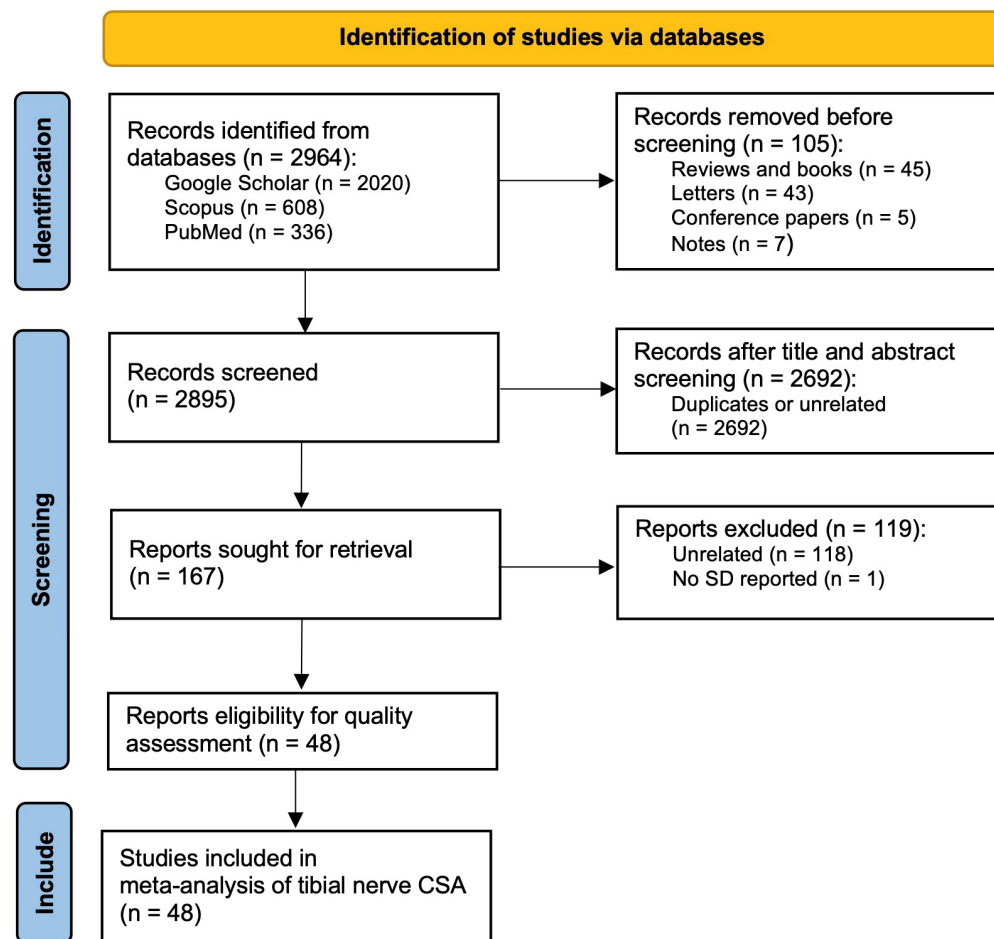 Identification of studies via databases
Identification
Records identified from
databases (n = 2964):
Google Scholar (n = 2020)
Scopus (n = 608)
PubMed (n = 336)
Records removed before
screening (n = 105):
Reviews and books (n = 45)
Letters (n = 43)
Conference papers (n = 5)
Notes (n = 7)
Screening
Records screened
(n = 2895)
Records after title and abstract
screening (n = 2692):
Duplicates or unrelated
(n = 2692)
Reports sought for retrieval
(n = 167)
Reports excluded (n = 119):
Unrelated (n = 118)
No SD reported (n = 1)
Reports eligibility for quality
assessment (n = 48)
Include
Studies included in
meta-analysis of tibial nerve CSA
(n = 48)